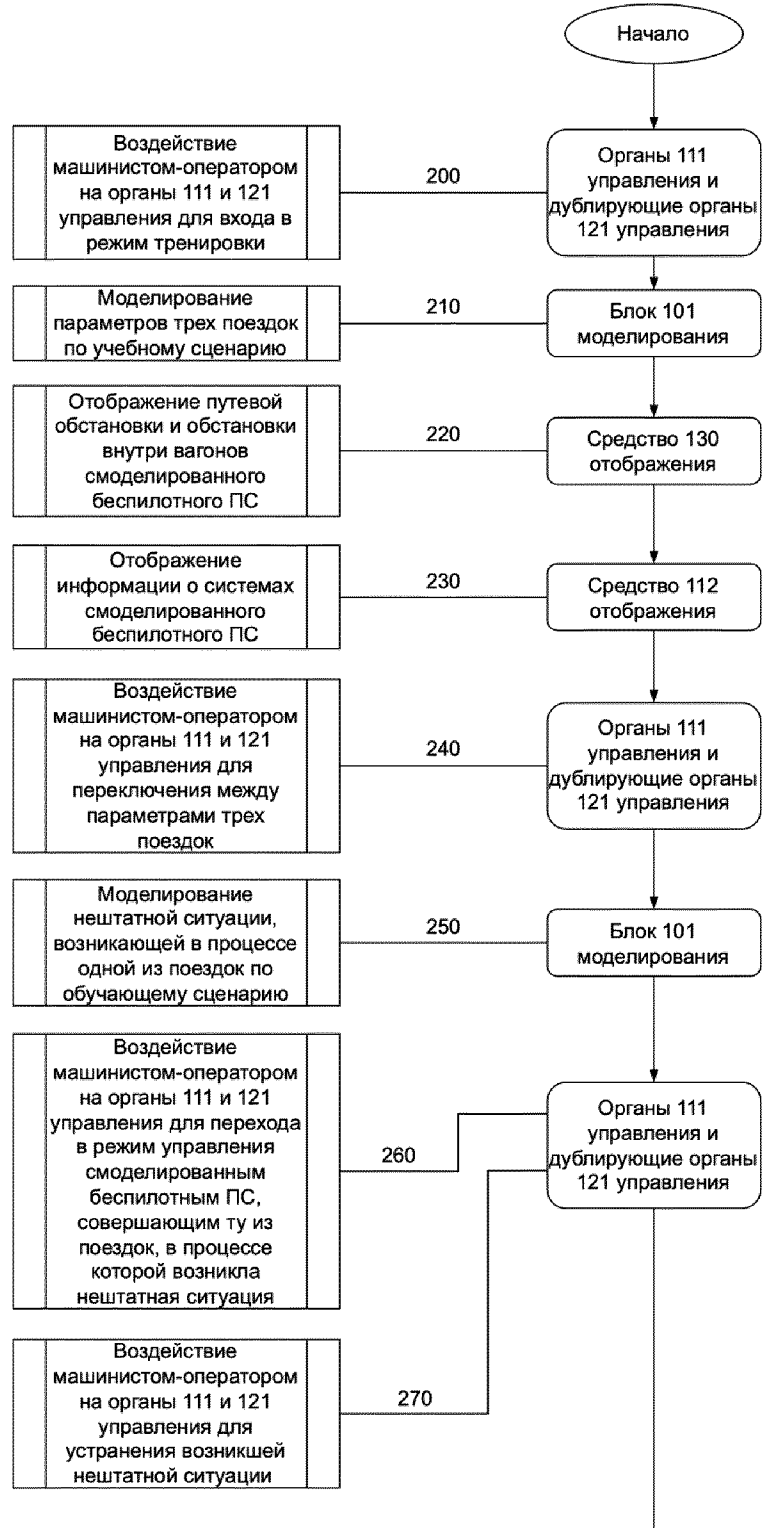 Начало
Воздействие
машинистом-оператором
на органы 111 и 121
управления для входа в
режим тренировки
200
Органы 111
управления и
дублирующие органы
121 управления
Моделирование
параметров трех поездок
по учебному сценарию
210
Блок 101
моделирования
Отображение путевой
обстановки и обстановки
внутри вагонов
смоделированного
беспилотного ПС
220
Средство 130
отображения
Отображение
информации о системах
смоделированного
беспилотного ПС
230
Средство 112
отображения
Воздействие
машинистом-оператором
на органы 111 и 121
управления для
переключения между
параметрами трех
поездок
240
Органы 111
управления и
дублирующие органы
121 управления
Моделирование
нештатной ситуации,
возникающей в процессе
одной из поездок по
обучающему сценарию
250
Блок 101
моделирования
Воздействие
машинистом-оператором
на органы 111 и 121
управления для перехода
в режим управления
смоделированным
беспилотным ПС,
совершающим ту из
поездок, в процессе
которой возникла
нештатная ситуация
260
Органы 111
управления и
дублирующие органы
121 управления
Воздействие
машинистом-оператором
на органы 111 и 121
управления для
устранения возникшей
нештатной ситуации
270